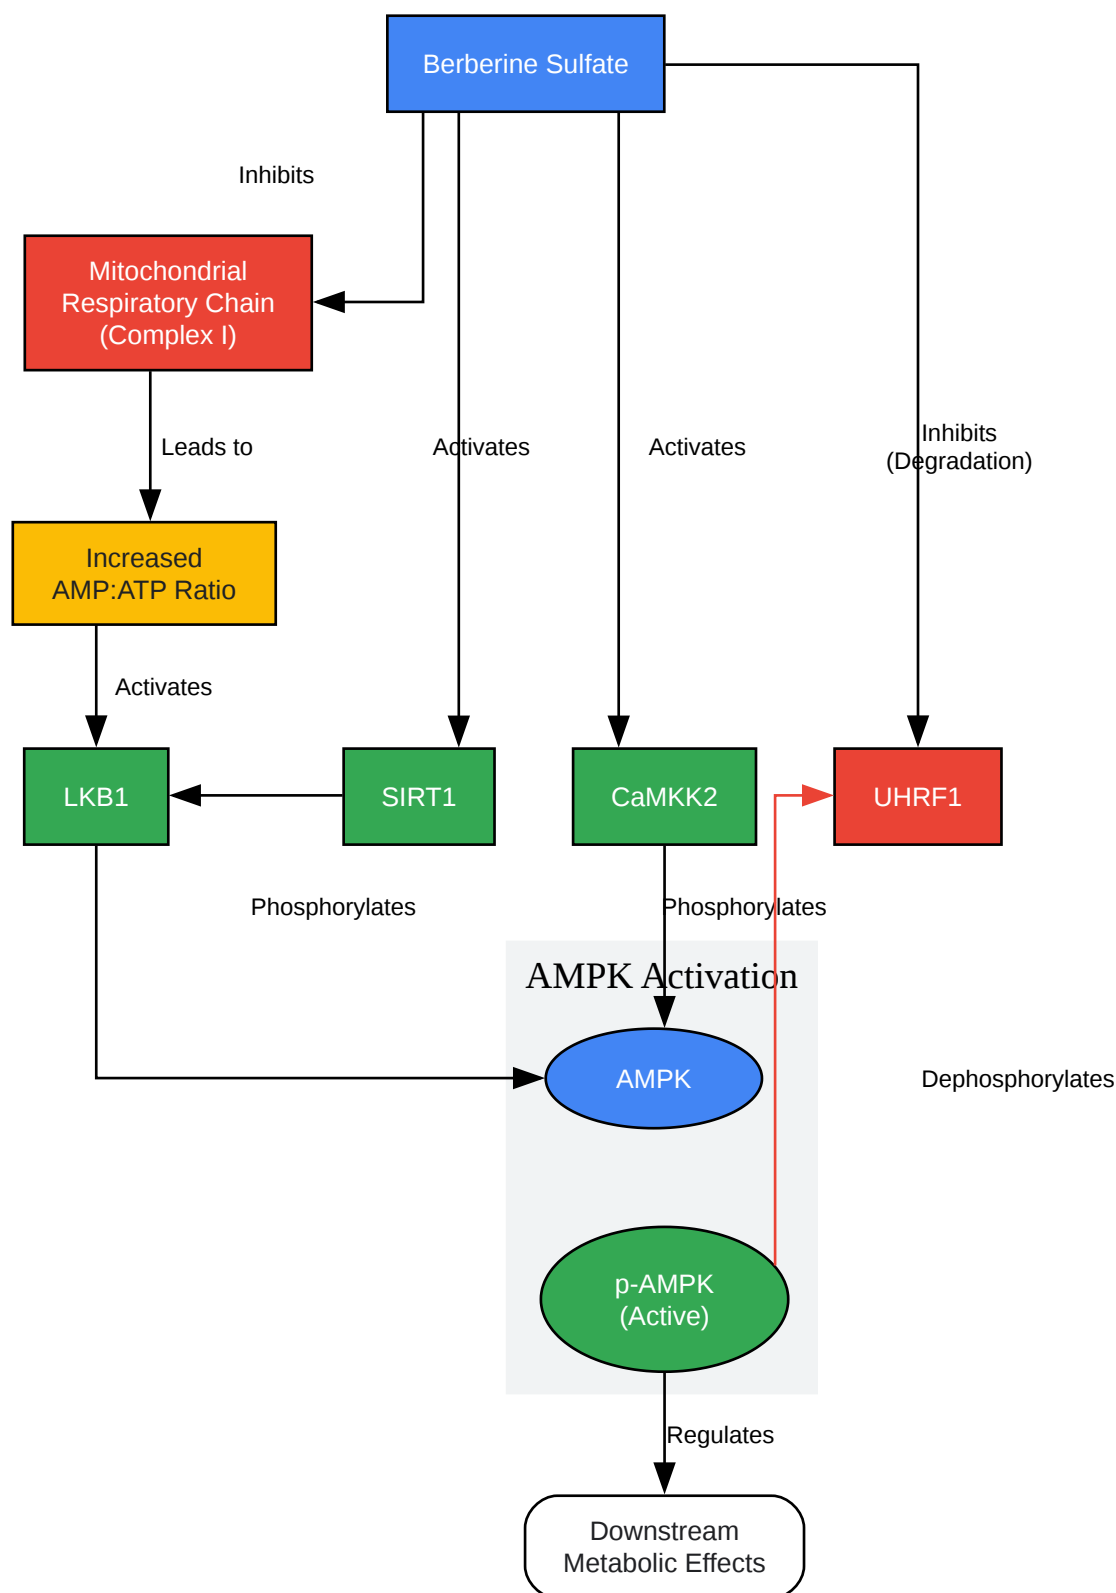 Berberine Sulfate
Inhibits
Mitochondrial
Respiratory Chain
(Complex I)
Leads to
Activates
Activates
Inhibits
(Degradation)
Increased
AMP:ATP Ratio
Activates
LKB1
SIRT1
CaMKK2
UHRF1
Phosphorylates
Phosphorylates
AMPK Activation
AMPK
Dephosphorylates
p-AMPK
(Active)
Regulates
Downstream
Metabolic Effects